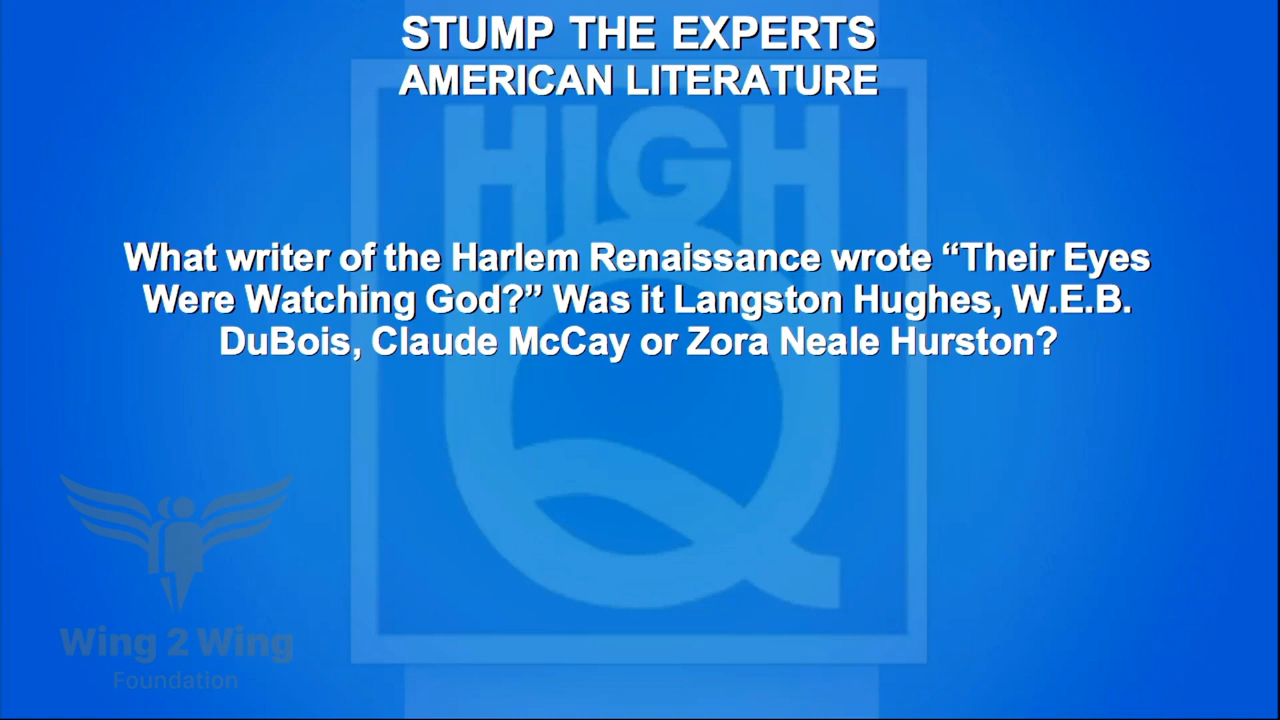 STUMP THE EXPERTS
AMERICAN LITERATURE
HIGH
Q
What writer of the Harlem Renaissance wrote “Their Eyes
Were Watching God?” Was it Langston Hughes, W.E.B.
DuBois, Claude McCay or Zora Neale Hurston?
Wing 2 Wing
Foundation